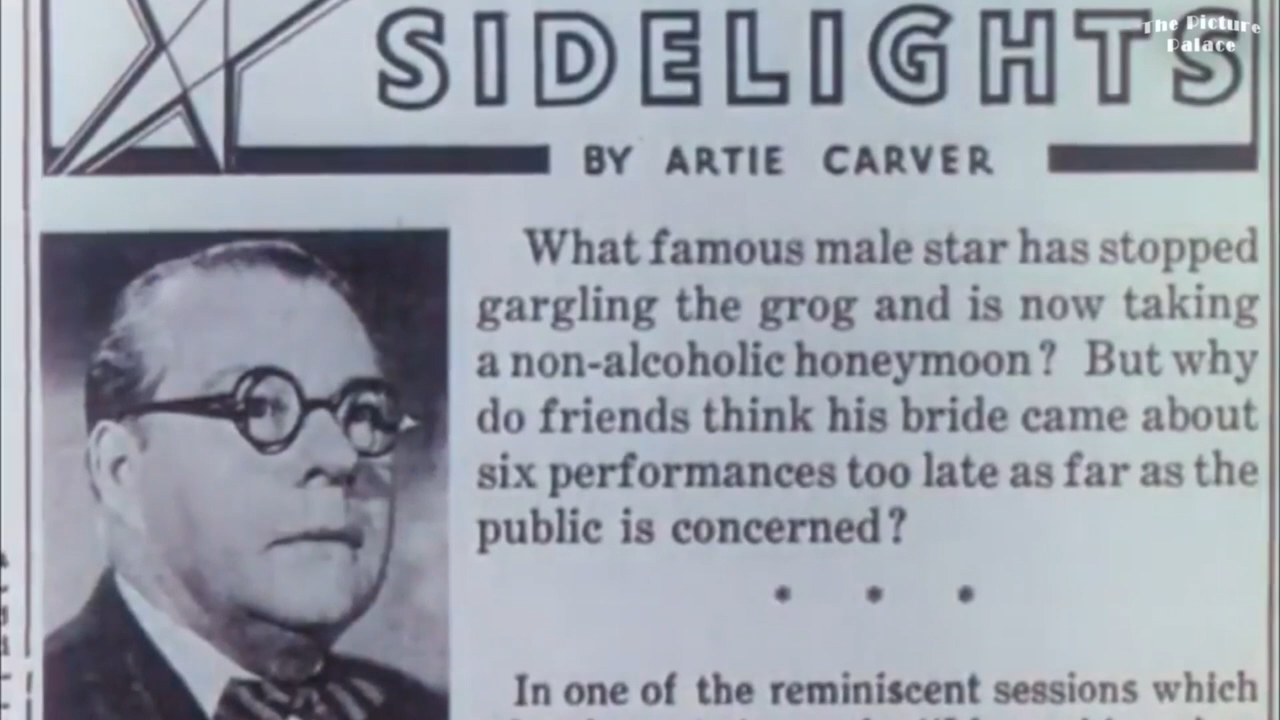 The Picture
Palace
SIDELIGHTS
BY ARTIE CARVER
What famous male star has stopped
gargling the grog and is now taking
a non-alcoholic honeymoon? But why
do friends think his bride came about
six performances too late as far as the
public is concerned?
* * *
In one of the reminiscent sessions which